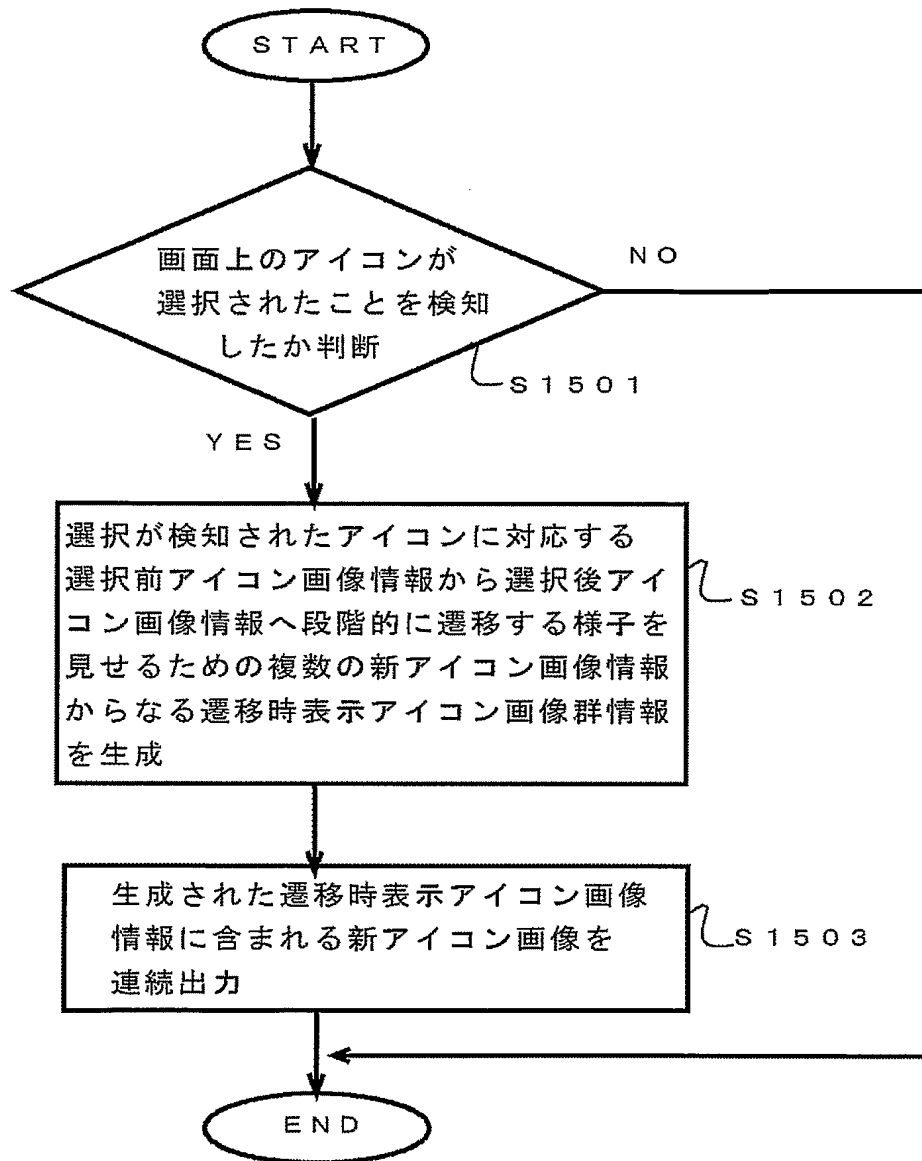 START
画面上のアイコンが
選択されたことを検知
したか判断
NO
S1501
YES
選択が検知されたアイコンに対応する
選択前アイコン画像情報から選択後アイ
コン画像情報へ段階的に遷移する様子を
見せるための複数の新アイコン画像情報
からなる遷移時表示アイコン画像群情報
を生成
S1502
生成された遷移時表示アイコン画像
情報に含まれる新アイコン画像を
連続出力
S1503
END